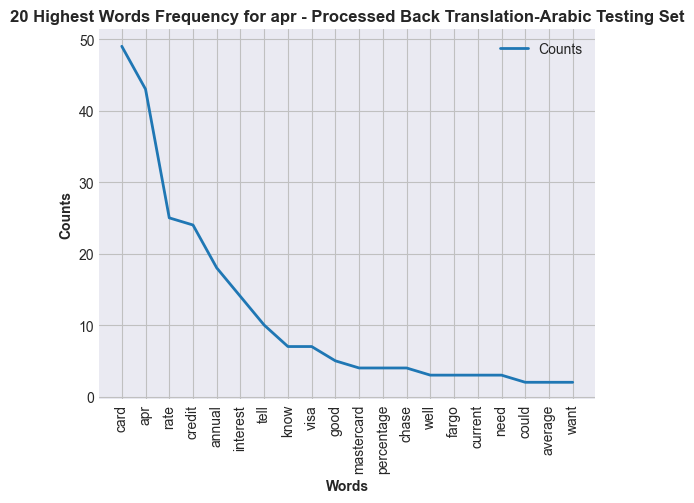 20 Highest Words Frequency for apr - Processed Back Translation-Arabic Testing Set
Counts
50
40
30
20
10
0
Counts
card
apr
rate
credit
annual
interest
tell
know
visa
good
mastercard
percentage
chase
well
fargo
current
need
could
average
want
Words